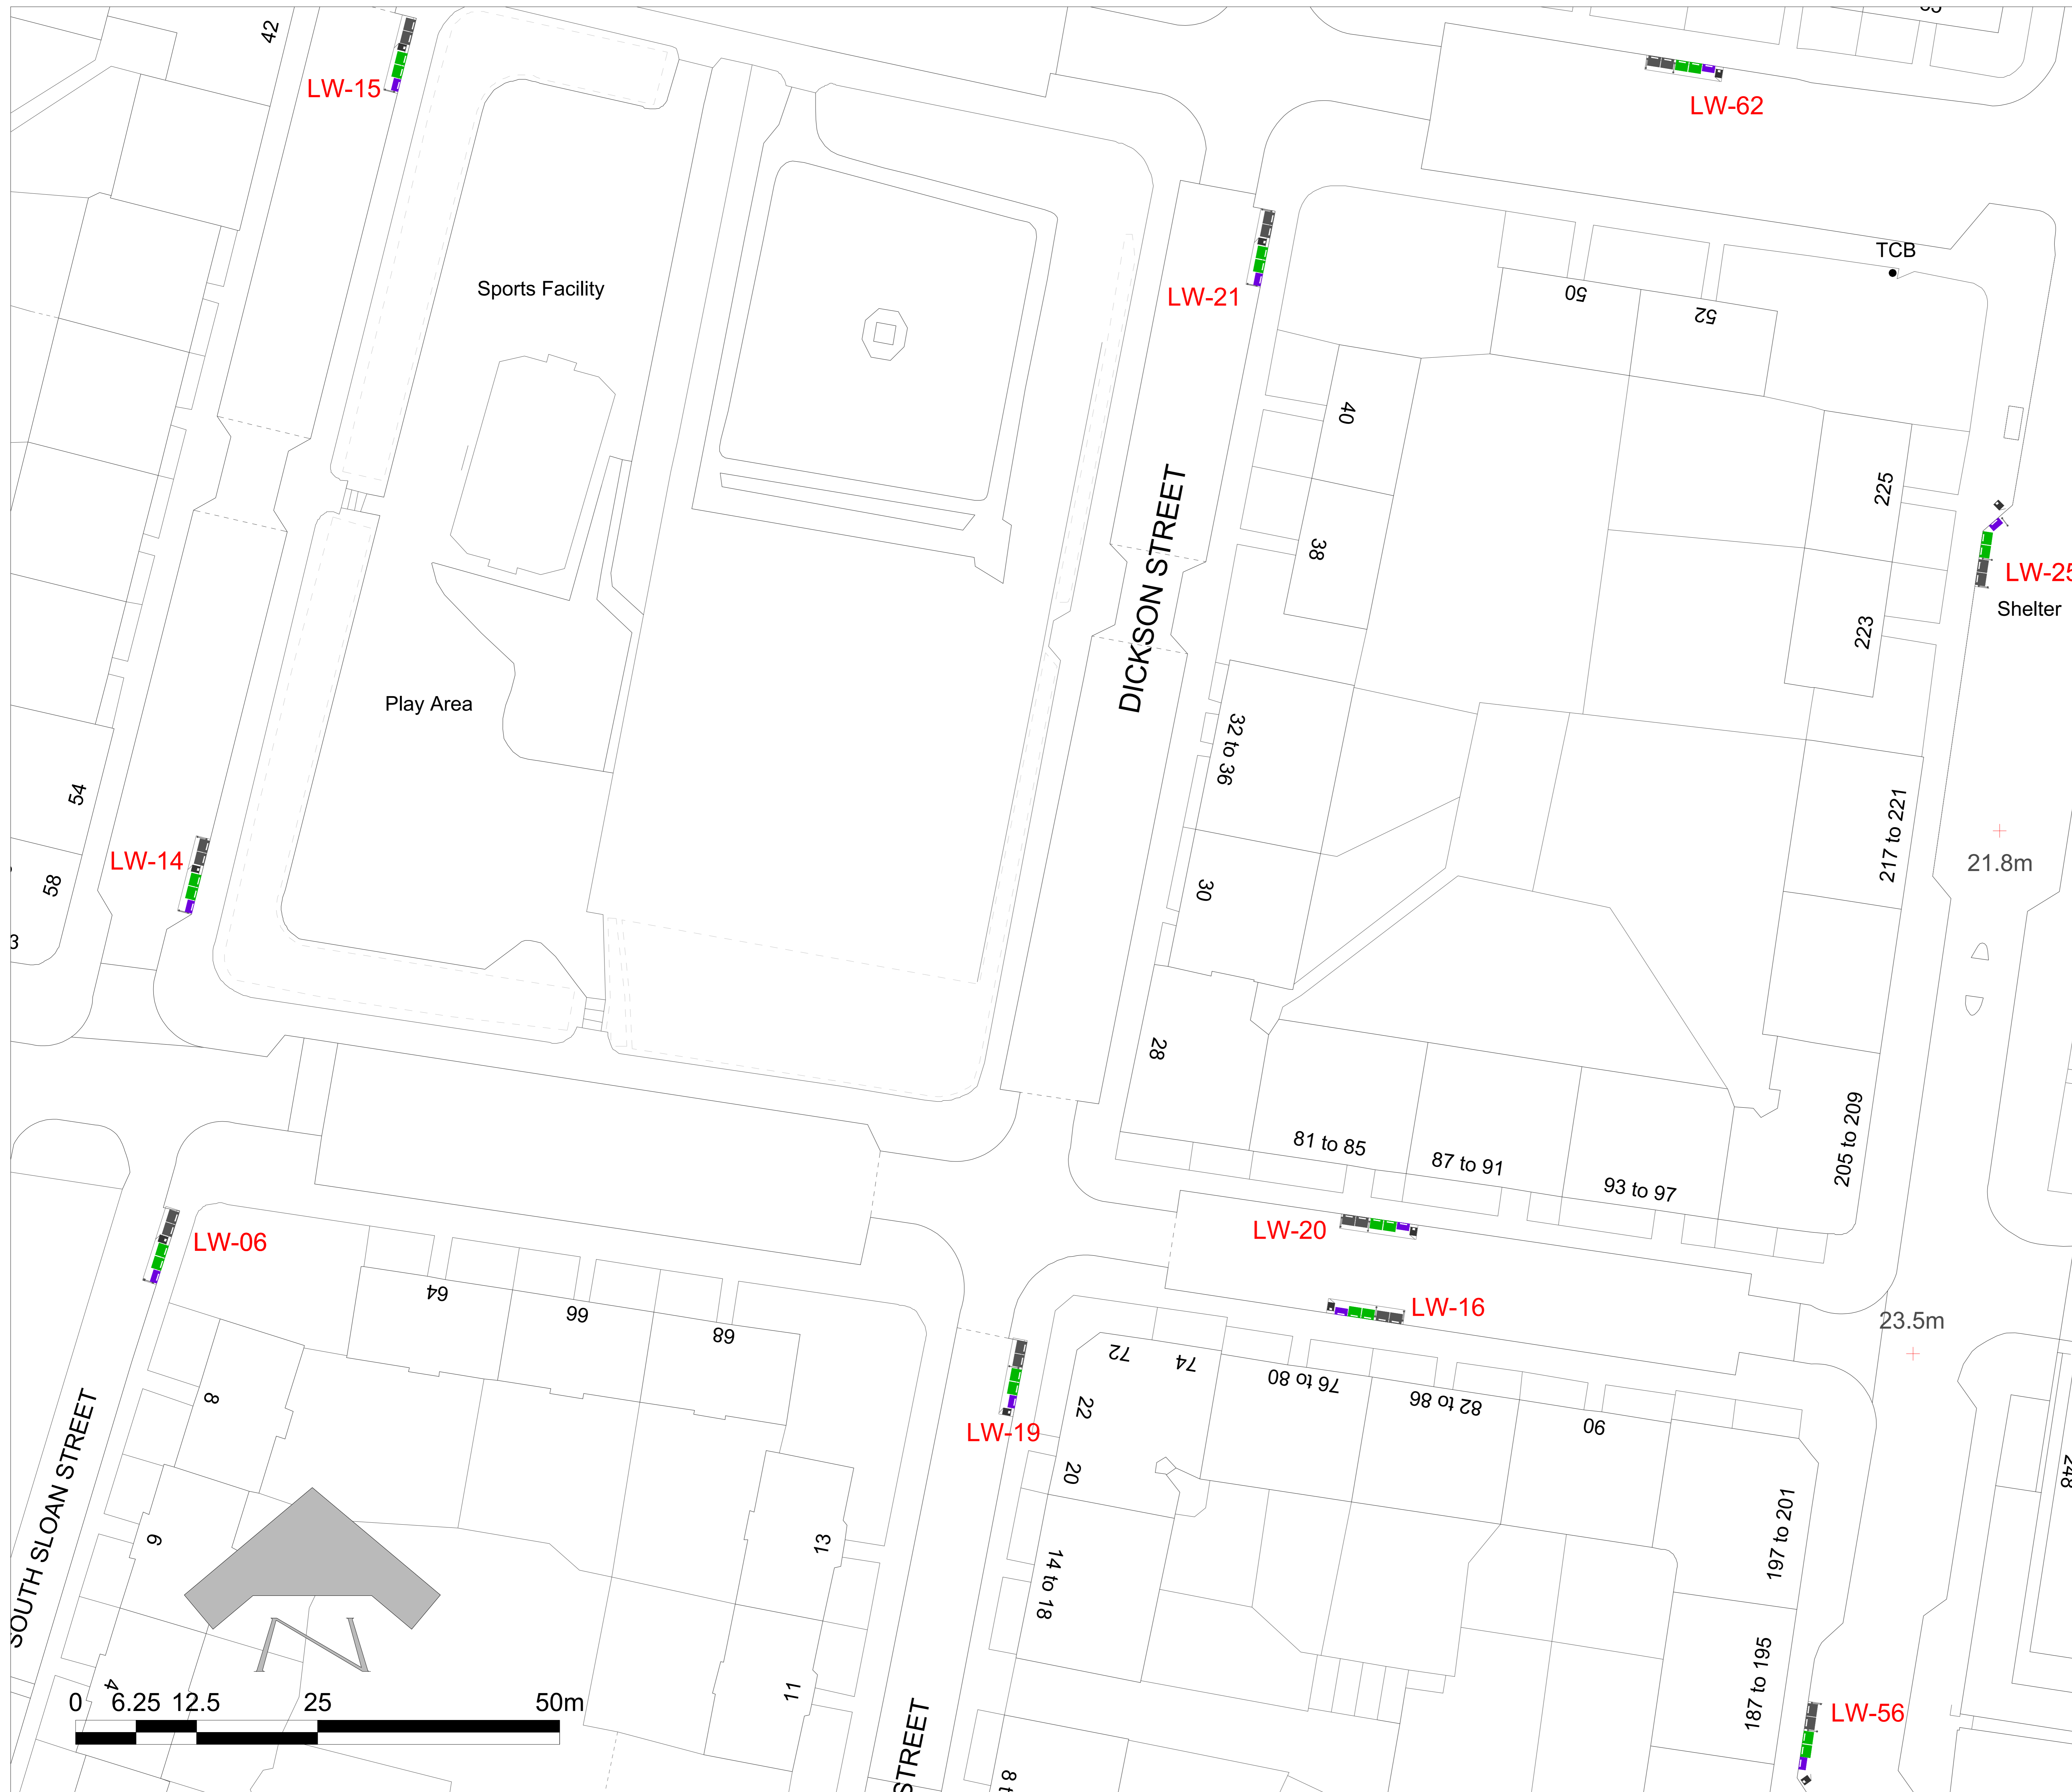 42
LW-15
LW-62
LW-21
TCB
Sports Facility
50
52
40
225
38
LW-25
Shelter
DICKSON STREET
223
Play Area
32 to 36
54
217 to 221
21.8m
LW-14
58
30
3
28
205 to 209
81 to 85
87 to 91
93 to 97
LW-20
LW-06
64
66
68
LW-16
23.5m
72
74
76 to 80
82 to 86
90
LW-19
22
20
8
6
SOUTH SLOAN STREET
13
14 to 18
197 to 201
248
11
4
187 to 195
LW-56
N
0 6.25 12.5 25 50m
STREET
8 t